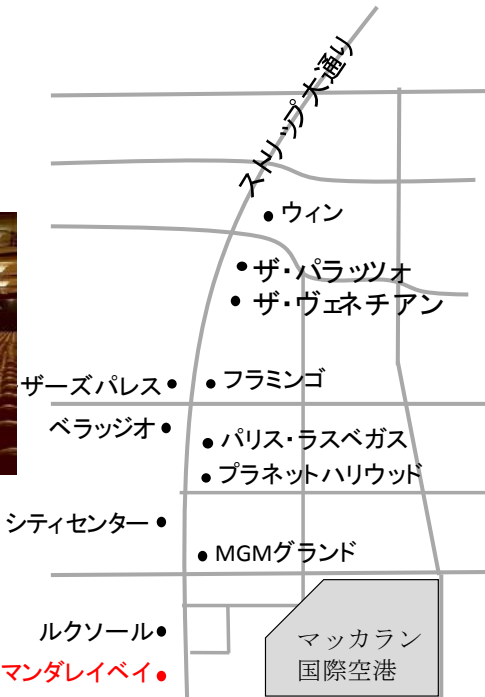 ストリップ大通り
ウィン
ザ・パラッツォ
ザ・ヴェネチアン
ザーズパレス
フラミンゴ
ベラッジオ
パリス・ラスベガス
プラネットハリウッド
シティセンター
MGMグランド
ルクソール
マンダレイベイ
マッカラン
国際空港